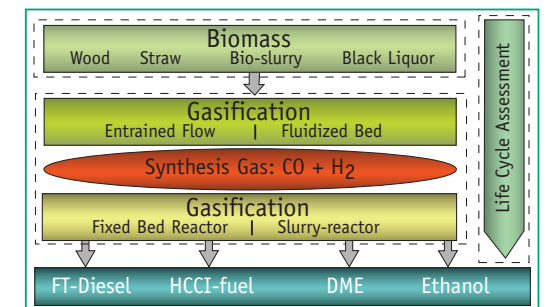 Biomass
Wood Straw Bio-slurry Black Liquor
Gasification
Entrained Flow | Fluidized Bed
Synthesis Gas: CO + H2
Gasification
Fixed Bed Reactor | Slurry-reactor
FT-Diesel HCCI-fuel DME Ethanol
Life Cycle Assessment